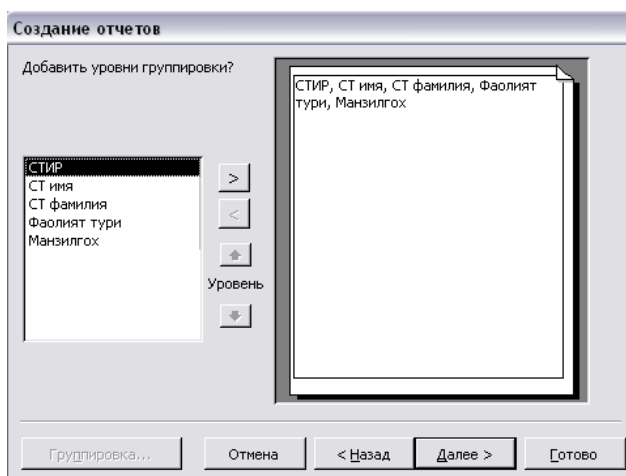 Создание отчетов
Добавить уровни группировки?
СТИР, СТ имя, СТ фамилия, Фаолият
тури, Манзилгох
СТИР
СТ имя
СТ фамилия
Фаолият тури
Манзилгох
>
<
Уровень
Группировка...
Отмена
< Назад
Далее >
Готово